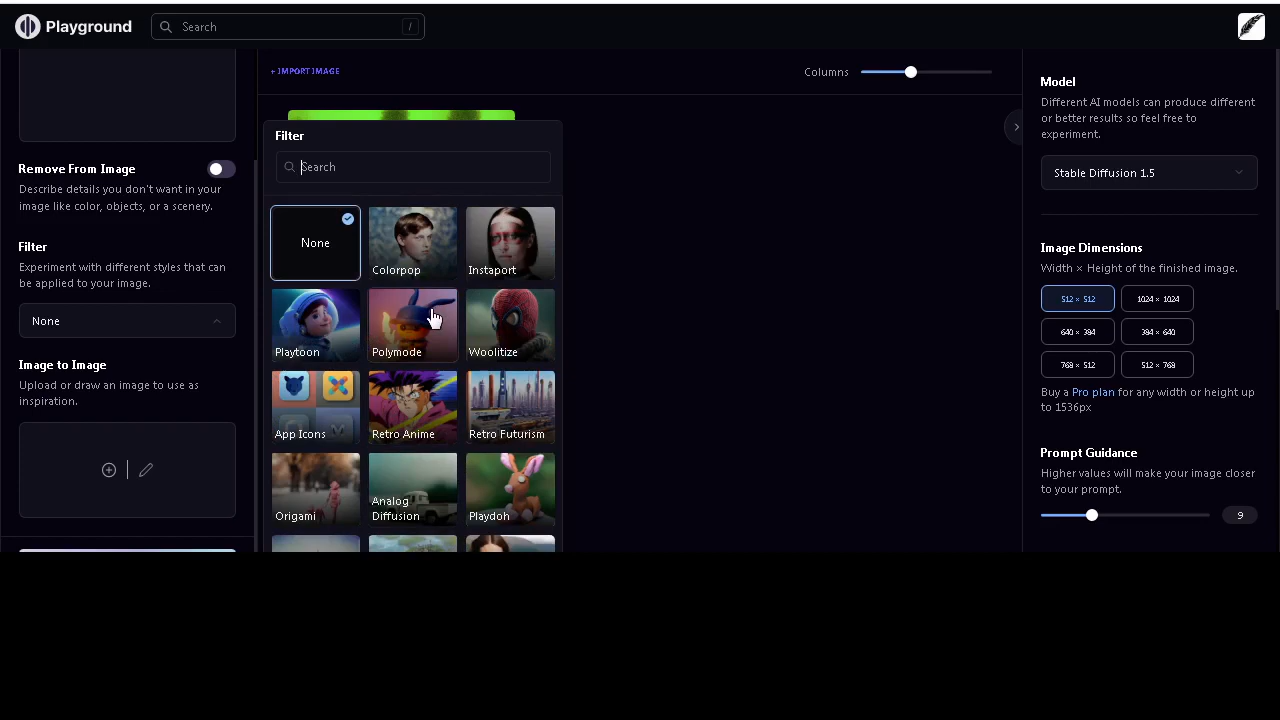 Playground
Search
/
+ IMPORT IMAGE
Columns
Remove From Image
Describe details you don't want in your
image like color, objects, or a scenery.
Filter
Experiment with different styles that can
be applied to your image.
None
Image to Image
Upload or draw an image to use as
inspiration.
Filter
Search
None
Colorpop
Instaport
Playtoon
Polymode
Woolitize
App Icons
Retro Anime
Retro Futurism
Origami
Analog
Diffusion
Playdoh
Model
Different AI models can produce different
or better results so feel free to
experiment.
Stable Diffusion 1.5
Image Dimensions
Width × Height of the finished image.
512 × 512
1024 × 1024
640 × 384
384 × 640
768 × 512
512 × 768
Buy a Pro plan for any width or height up
to 1536px
Prompt Guidance
Higher values will make your image closer
to your prompt.
9